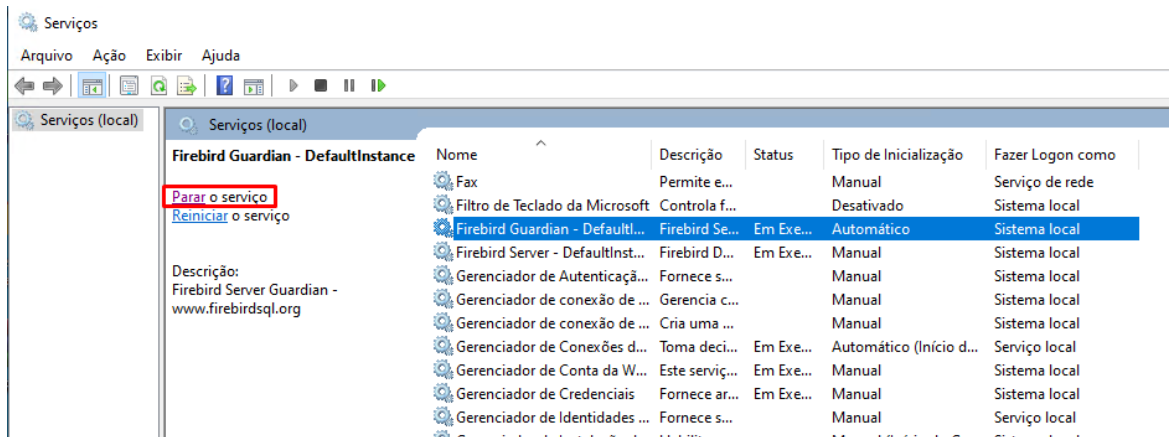 Serviços
Arquivo Ação Exibir Ajuda
Serviços (local)
Serviços (local)
Firebird Guardian - DefaultInstance
Parar o serviço
Reiniciar o serviço
Descrição:
Firebird Server Guardian -
www.firebirdsql.org
Nome Descrição Status Tipo de Inicialização Fazer Logon como
Fax Permite e... Manual Serviço de rede
Filtro de Teclado da Microsoft Controla f... Desativado Sistema local
Firebird Guardian - DefaultI... Firebird Se... Em Exe... Automático Sistema local
Firebird Server - DefaultInst... Firebird D... Em Exe... Manual Sistema local
Gerenciador de Autenticaçã... Fornece s... Manual Sistema local
Gerenciador de conexão de ... Gerencia c... Manual Sistema local
Gerenciador de conexão de ... Cria uma ... Manual Sistema local
Gerenciador de Conexões d... Toma deci... Em Exe... Automático (Início d... Serviço local
Gerenciador de Conta da W... Este serviç... Em Exe... Manual Sistema local
Gerenciador de Credenciais Fornece ar... Em Exe... Manual Sistema local
Gerenciador de Identidades ... Fornece s... Manual Serviço local